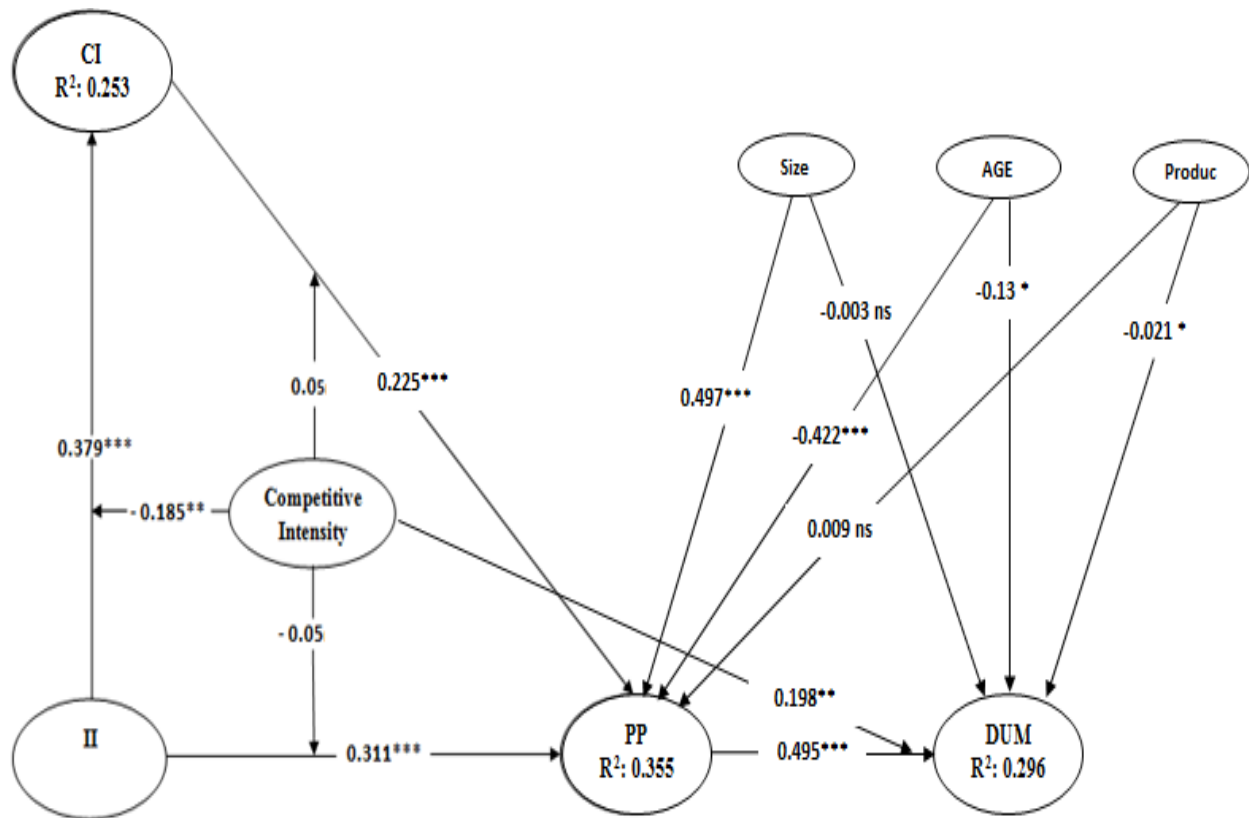 CI
R²: 0.253
Size
AGE
Produc
-0.003 ns
-0.13 *
-0.021 *
0.05
0.225***
0.497***
-0.422***
0.379***
Competitive
Intensity
- 0.185**
0.009 ns
- 0.05
0.198**
II
0.311***
PP
R²: 0.355
0.495***
DUM
R²: 0.296